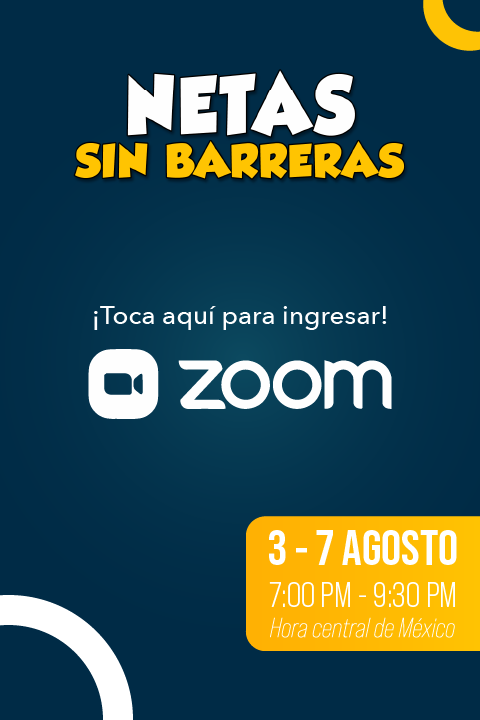 NETAS
SIN BARRERAS
¡Toca aquí para ingresar!
zoom
3 - 7 AGOSTO
7:00 PM - 9:30 PM
Hora central de México